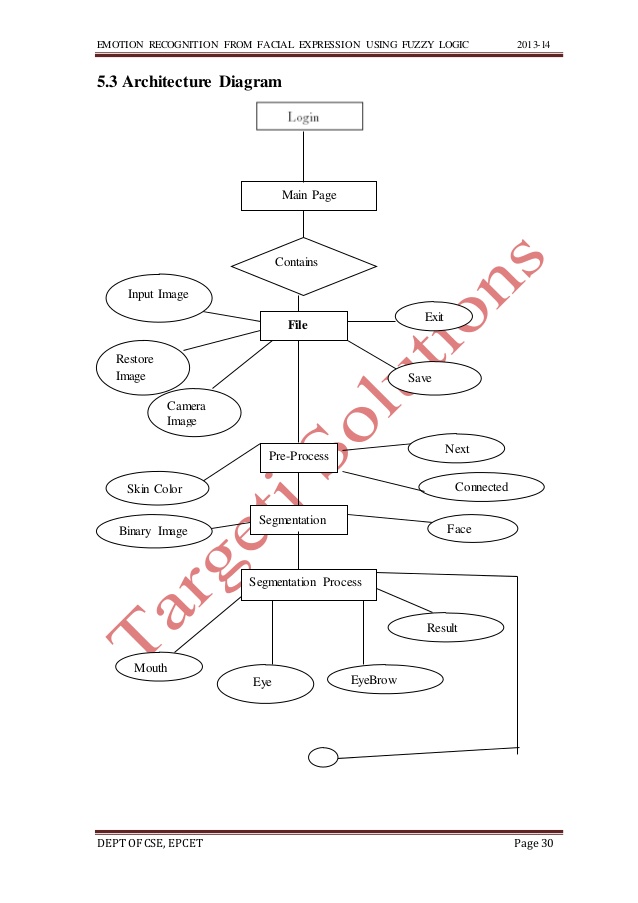 EMOTION RECOGNITION FROM FACIAL EXPRESSION USING FUZZY LOGIC 2013-14
5.3 Architecture Diagram
Login
Main Page
Contains
Input Image
File
Exit
Restore
Image
Save
Camera
Image
Pre-Process
Next
Skin Color
Connected
Binary Image
Segmentation
Face
Segmentation Process
Result
Mouth
Eye
EyeBrow
Targeti Solutions
DEPT OF CSE, EPCET Page 30